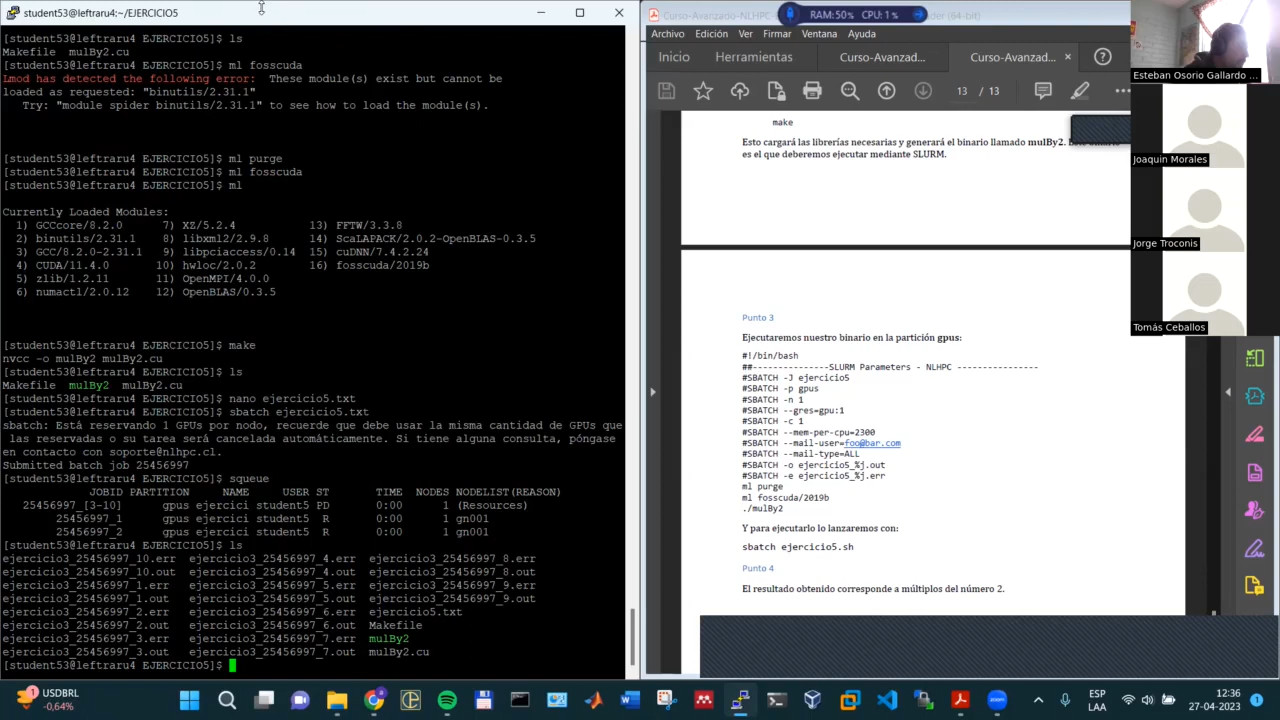 student53@leftraru4:~/EJERCICIO5
[student53@leftraru4 EJERCICIO5]$ ls
Makefile  mulBy2.cu
[student53@leftraru4 EJERCICIO5]$ ml fosscuda
Lmod has detected the following error:  These module(s) exist but cannot be
loaded as requested: "binutils/2.31.1"
   Try: "module spider binutils/2.31.1" to see how to load the module(s).
[student53@leftraru4 EJERCICIO5]$ ml purge
[student53@leftraru4 EJERCICIO5]$ ml fosscuda
[student53@leftraru4 EJERCICIO5]$ ml
Currently Loaded Modules:
  1) GCCcore/8.2.0      7) XZ/5.2.4          13) FFTW/3.3.8
  2) binutils/2.31.1    8) libxml2/2.9.8     14) ScaLAPACK/2.0.2-OpenBLAS-0.3.5
  3) GCC/8.2.0-2.31.1   9) libpciaccess/0.14 15) cuDNN/7.4.2.24
  4) CUDA/11.4.0       10) hwloc/2.0.2       16) fosscuda/2019b
  5) zlib/1.2.11       11) OpenMPI/4.0.0
  6) numactl/2.0.12    12) OpenBLAS/0.3.5
[student53@leftraru4 EJERCICIO5]$ make
nvcc -o mulBy2 mulBy2.cu
[student53@leftraru4 EJERCICIO5]$ ls
Makefile  mulBy2  mulBy2.cu
[student53@leftraru4 EJERCICIO5]$ nano ejercicio5.txt
[student53@leftraru4 EJERCICIO5]$ sbatch ejercicio5.txt
sbatch: Está reservando 1 GPUs por nodo, recuerde que debe usar la misma cantidad de GPUs que
 las reservadas o su tarea será cancelada automáticamente. Si tiene alguna consulta, póngase
en contacto con soporte@nlhpc.cl.
Submitted batch job 25456997
[student53@leftraru4 EJERCICIO5]$ squeue
JOBID PARTITION     NAME     USER ST       TIME  NODES NODELIST(REASON)
25456997_[3-10]      gpus ejercici student5 PD       0:00      1 (Resources)
25456997_1      gpus ejercici student5  R       0:00      1 gn001
25456997_2      gpus ejercici student5  R       0:00      1 gn001
[student53@leftraru4 EJERCICIO5]$ ls
ejercicio3_25456997_10.err  ejercicio3_25456997_4.err  ejercicio3_25456997_8.err
ejercicio3_25456997_10.out  ejercicio3_25456997_4.out  ejercicio3_25456997_8.out
ejercicio3_25456997_1.err   ejercicio3_25456997_5.err  ejercicio3_25456997_9.err
ejercicio3_25456997_1.out   ejercicio3_25456997_5.out  ejercicio3_25456997_9.out
ejercicio3_25456997_2.err   ejercicio3_25456997_6.err  ejercicio5.txt
ejercicio3_25456997_2.out   ejercicio3_25456997_6.out  Makefile
ejercicio3_25456997_3.err   ejercicio3_25456997_7.err  mulBy2
ejercicio3_25456997_3.out   ejercicio3_25456997_7.out  mulBy2.cu
[student53@leftraru4 EJERCICIO5]$
Curso-Avanzado-NLHPC
RAM:50% CPU:1%
(64-bit)
Archivo Edición Ver Firmar Ventana Ayuda
Inicio Herramientas Curso-Avanzad... Curso-Avanzad... ×
13 / 13
make
Esto cargará las librerías necesarias y generará el binario llamado mulBy2.
es el que deberemos ejecutar mediante SLURM.
Punto 3
Ejecutaremos nuestro binario en la partición gpus:
#!/bin/bash
##---------------SLURM Parameters - NLHPC ----------------
#SBATCH -J ejercicio5
#SBATCH -p gpus
#SBATCH -n 1
#SBATCH --gres=gpu:1
#SBATCH -c 1
#SBATCH --mem-per-cpu=2300
#SBATCH --mail-user=foo@bar.com
#SBATCH --mail-type=ALL
#SBATCH -o ejercicio5_%j.out
#SBATCH -e ejercicio5_%j.err
ml purge
ml fosscuda/2019b
./mulBy2
Y para ejecutarlo lo lanzaremos con:
sbatch ejercicio5.sh
Punto 4
El resultado obtenido corresponde a múltiplos del número 2.
Esteban Osorio Gallardo ...
Joaquin Morales
Jorge Troconis
Tomás Ceballos
1
USDBRL
-0,64%
ESP
LAA
12:36
27-04-2023
1